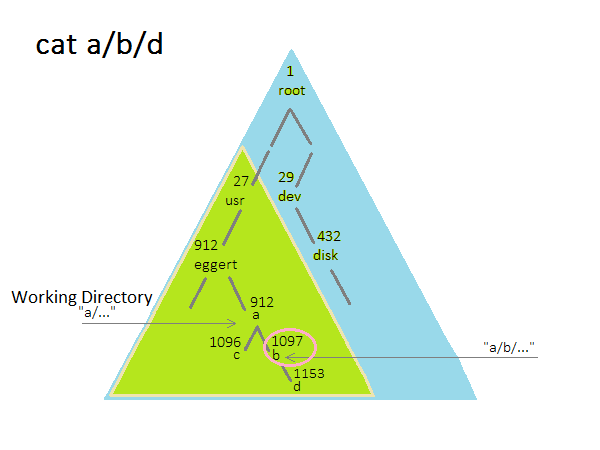 cat a/b/d
1
root
27
usr
29
dev
912
eggert
432
disk
Working Directory
"a/..."
912
a
1096
c
1097
b
"a/b/..."
1153
d